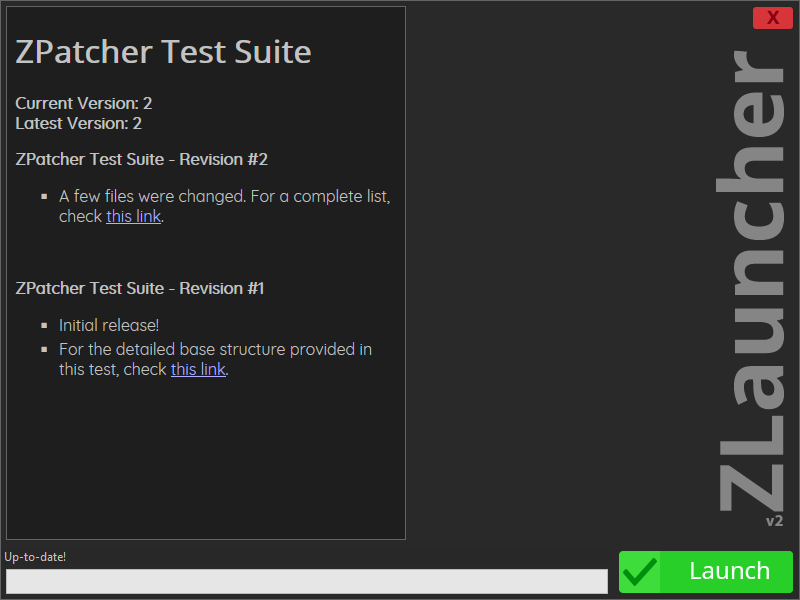 X
ZPatcher Test Suite
Current Version: 2
Latest Version: 2
ZPatcher Test Suite - Revision #2
A few files were changed. For a complete list,
check this link.
ZPatcher Test Suite - Revision #1
Initial release!
For the detailed base structure provided in
this test, check this link.
ZLauncher
v2
Up-to-date!
Launch